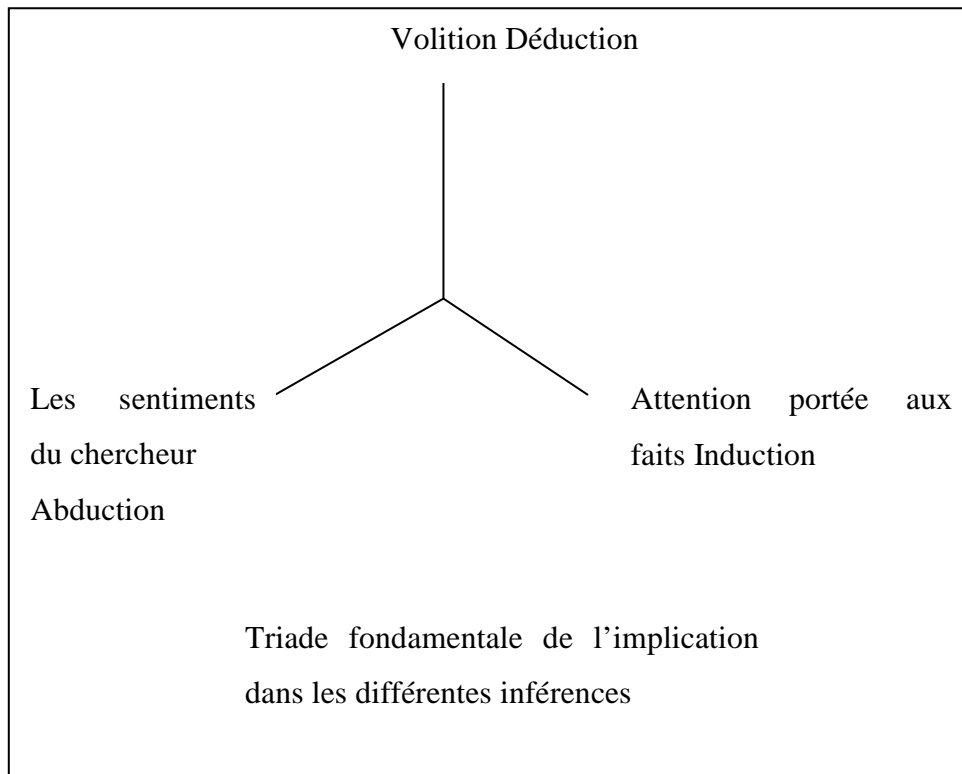 Volition Déduction
Les sentiments
du chercheur
Abduction
Attention portée aux
faits Induction
Triade fondamentale de l’implication
dans les différentes inférences